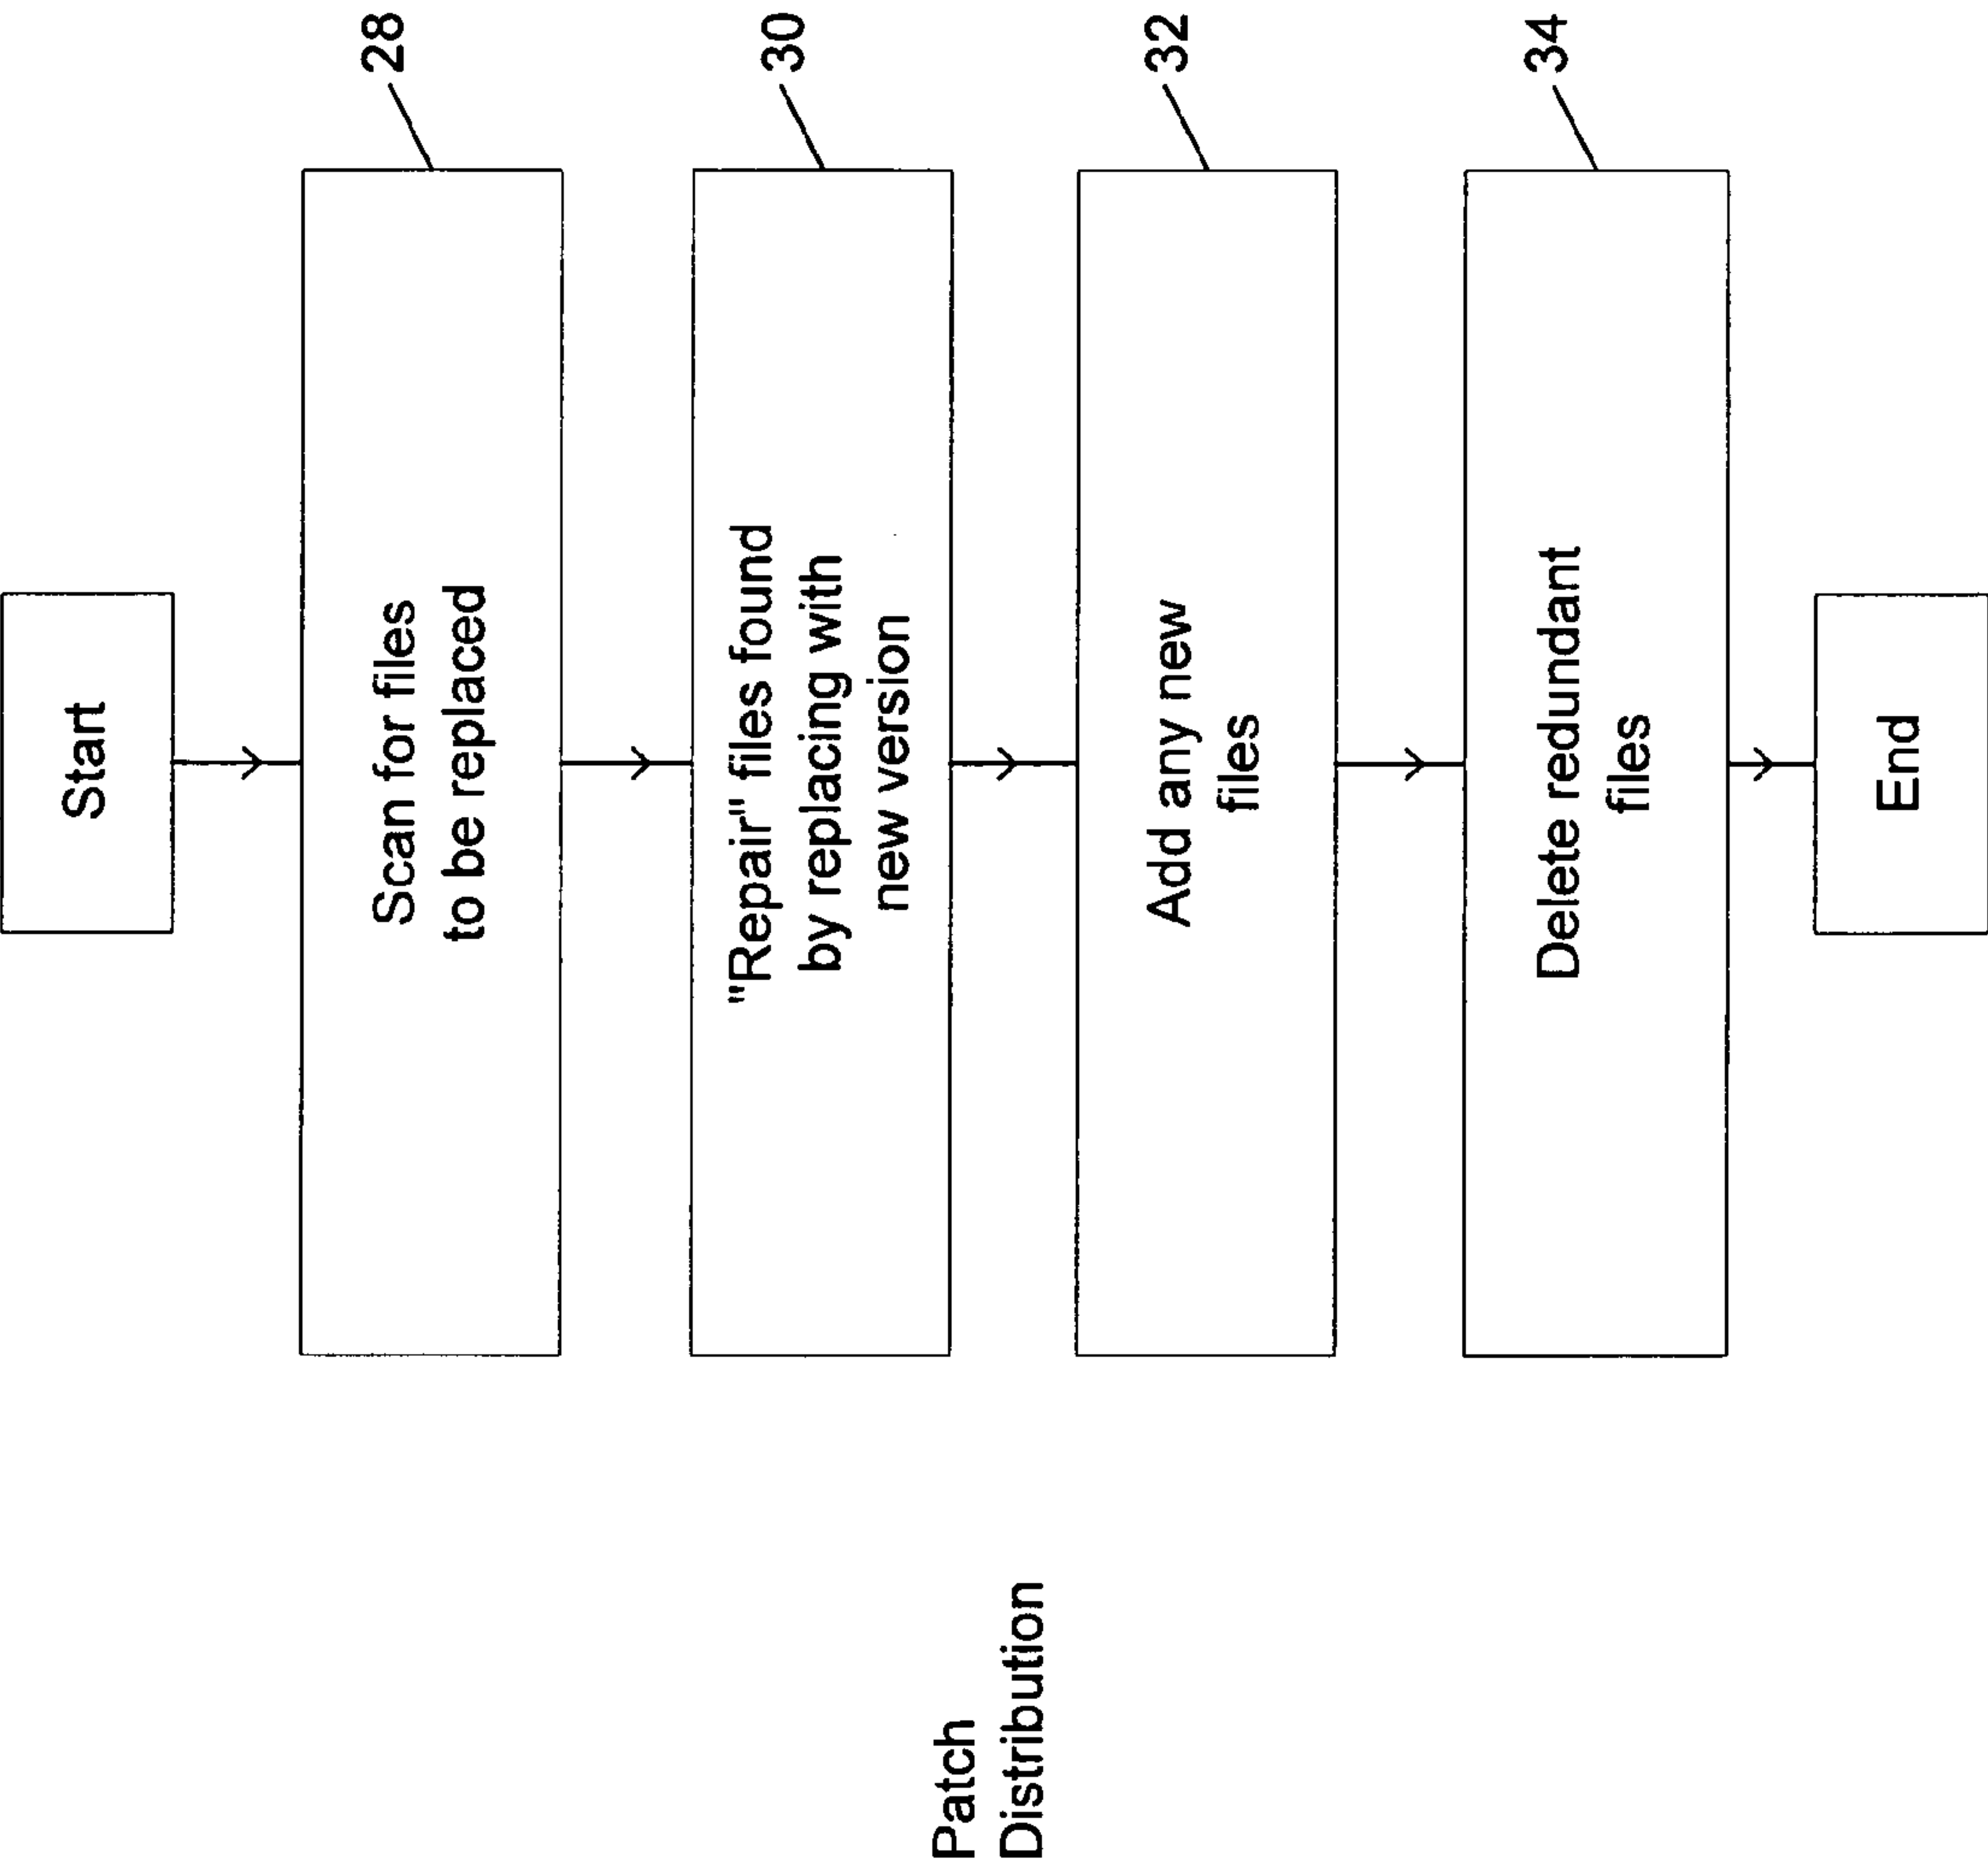 Patch
Distribution
Start
Scan for files
to be replaced
28
"Repair" files found
by replacing with
new version
30
Add any new
files
32
Delete redundant
files
34
End